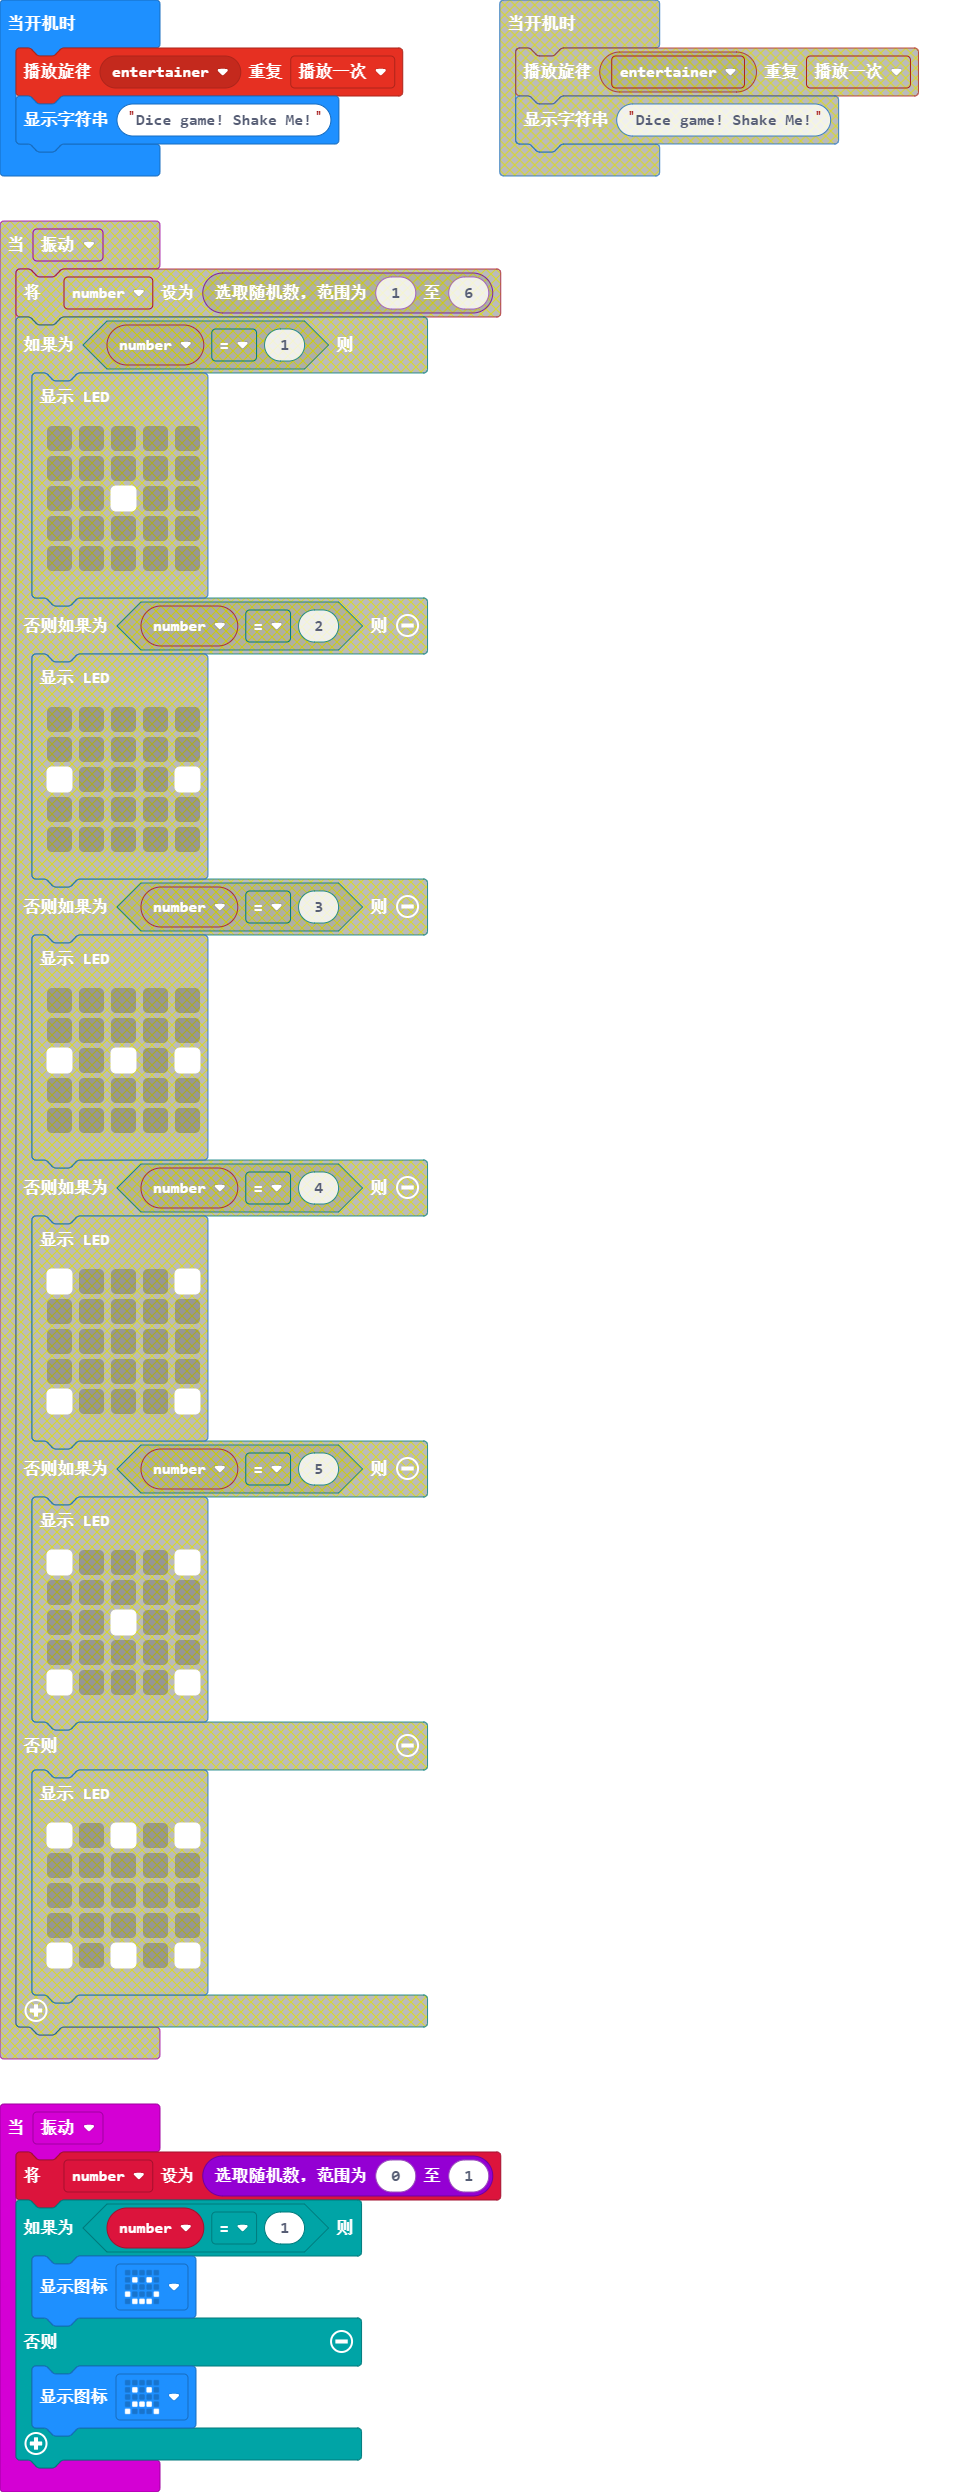 当开机时
播放旋律 entertainer 重复 播放一次
显示字符串 "Dice game! Shake Me!"
当开机时
播放旋律 entertainer 重复 播放一次
显示字符串 "Dice game! Shake Me!"
当 振动
将 number 设为 选取随机数，范围为 1 至 6
如果为 number = 1 则
显示 LED
否则如果为 number = 2 则
显示 LED
否则如果为 number = 3 则
显示 LED
否则如果为 number = 4 则
显示 LED
否则如果为 number = 5 则
显示 LED
否则
显示 LED
当 振动
将 number 设为 选取随机数，范围为 0 至 1
如果为 number = 1 则
显示图标
否则
显示图标